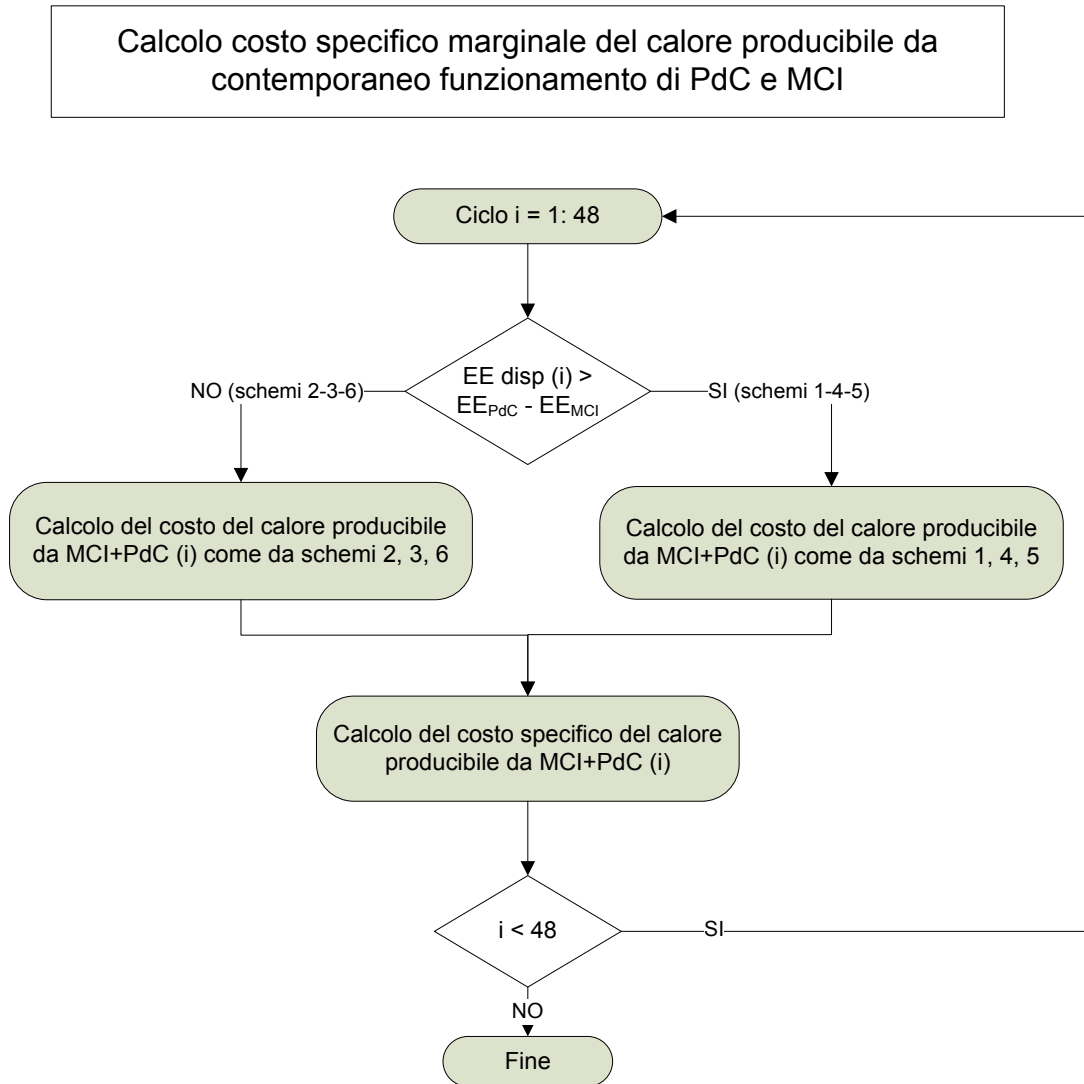 Calcolo costo specifico marginale del calore producibile da
contemporaneo funzionamento di PdC e MCI
Ciclo i = 1: 48
EE disp (i) >
EEPdC - EEMCI
NO (schemi 2-3-6)
SI (schemi 1-4-5)
Calcolo del costo del calore producibile
da MCI+PdC (i) come da schemi 2, 3, 6
Calcolo del costo del calore producibile
da MCI+PdC (i) come da schemi 1, 4, 5
Calcolo del costo specifico del calore
producibile da MCI+PdC (i)
i < 48
SI
NO
Fine